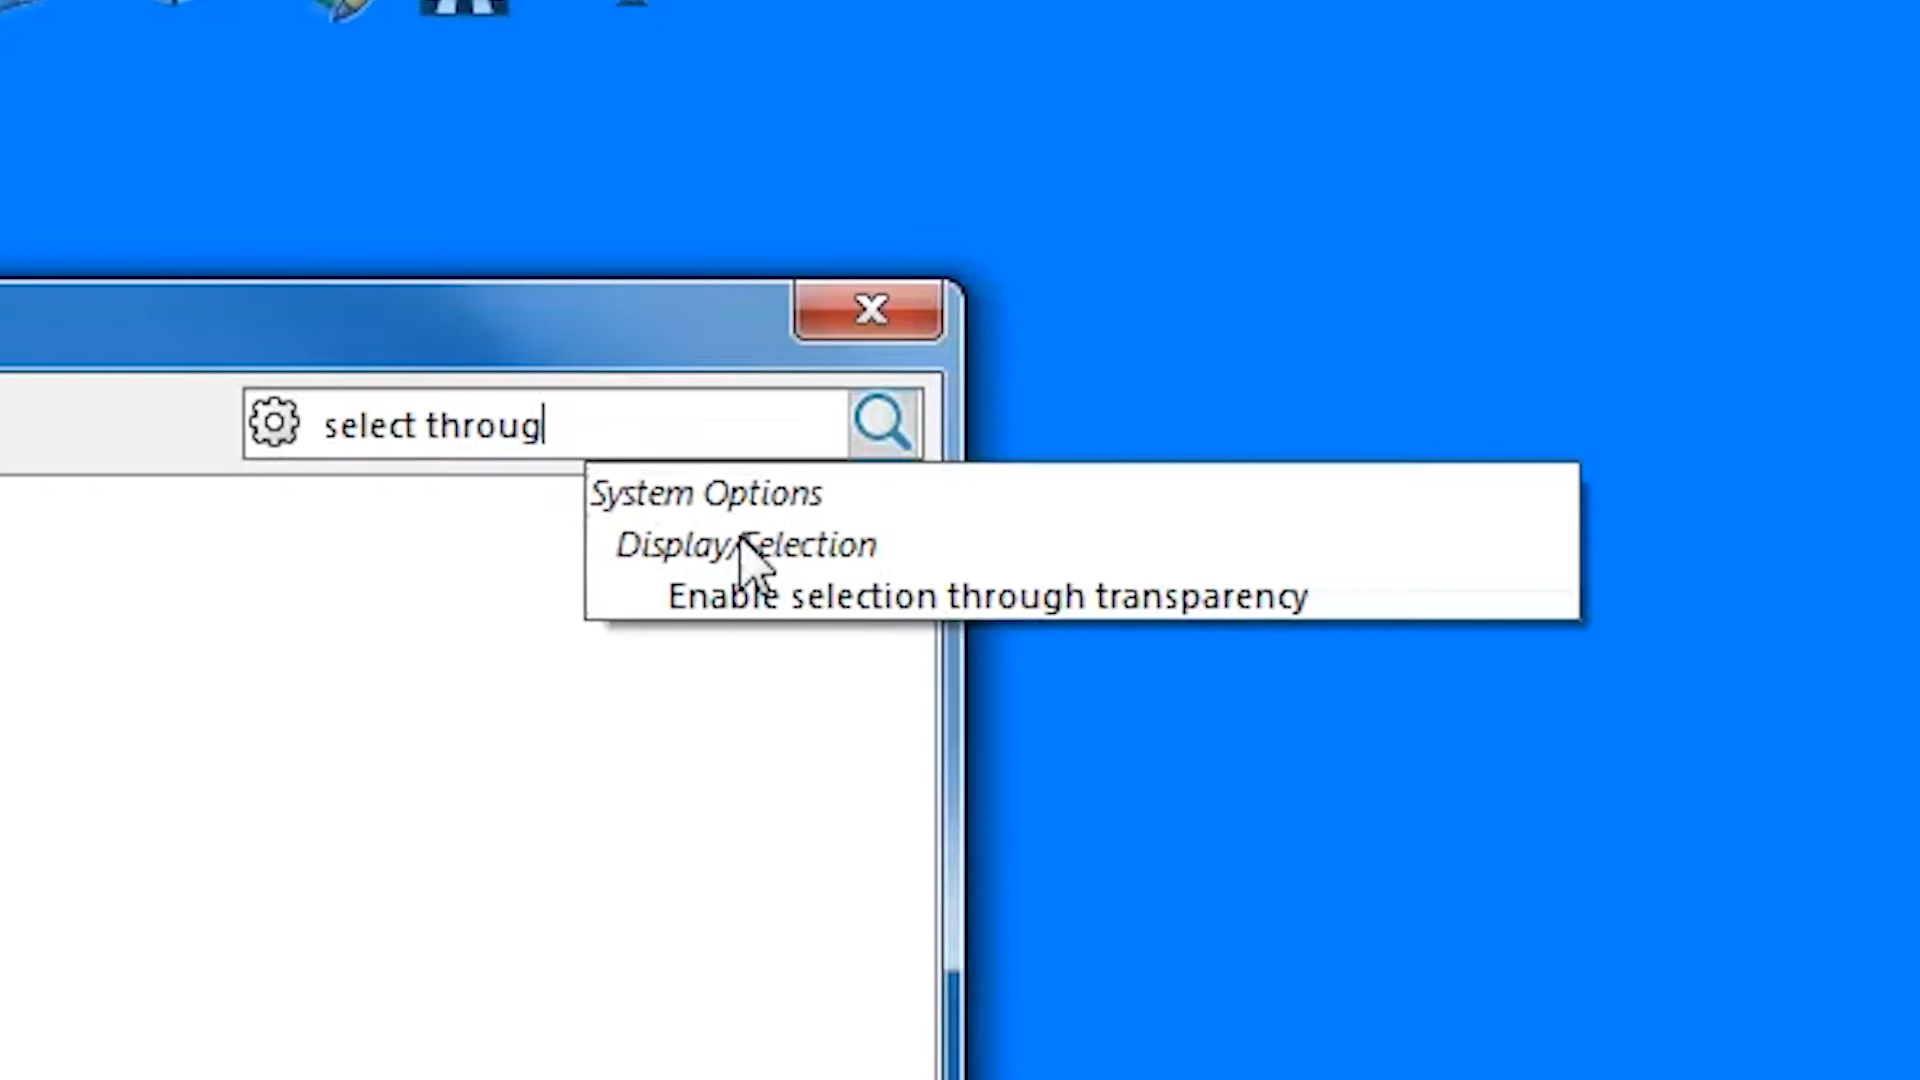 select throug
System Options
Display/Selection
Enable selection through transparency